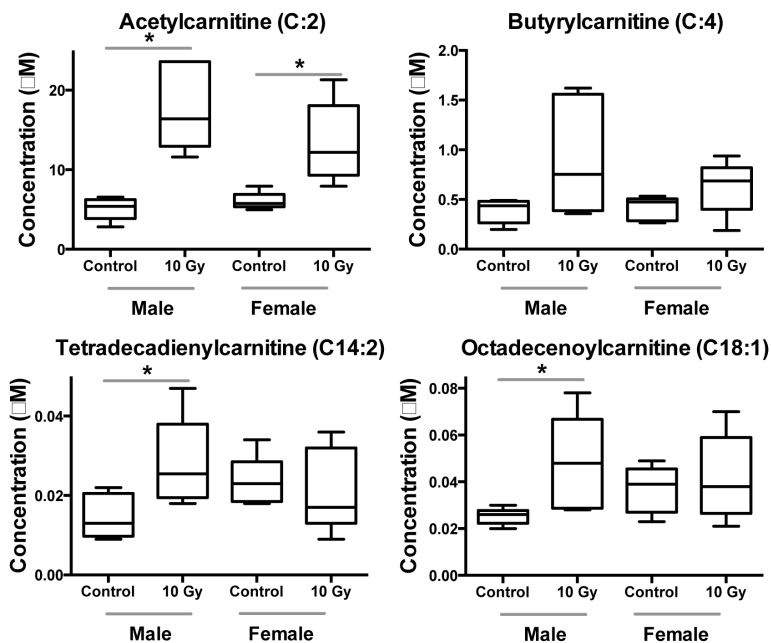 Acetylcarnitine (C:2)
*
*
Concentration (□M)
20
10
0
Control 10 Gy Control 10 Gy
Male Female
Butyrylcarnitine (C:4)
Concentration (□M)
2.0
1.5
1.0
0.5
0.0
Control 10 Gy Control 10 Gy
Male Female
Tetradecadienylcarnitine (C14:2)
*
Concentration (□M)
0.04
0.02
0.00
Control 10 Gy Control 10 Gy
Male Female
Octadecenoylcarnitine (C18:1)
*
Concentration (□M)
0.08
0.06
0.04
0.02
0.00
Control 10 Gy Control 10 Gy
Male Female